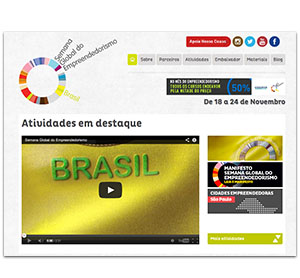 Semana
Global do
Empreendedorismo
Brasil
Apoie Nossa Causa
Sobre
Parceiros
Atividades
Embaixador
Materiais
Blog
NO MÊS DO EMPREENDEDORISMO
TODOS OS CURSOS ENDEAVOR
PELA METADE DO PREÇO
50%
De 18 a 24 de Novembro
Atividades em destaque
Semana Global do Empreendedorismo
BRASIL
MANIFESTO
SEMANA GLOBAL DO
EMPREENDEDORISMO
CIDADES EMPREENDEDORAS
São Paulo
Mais atividades